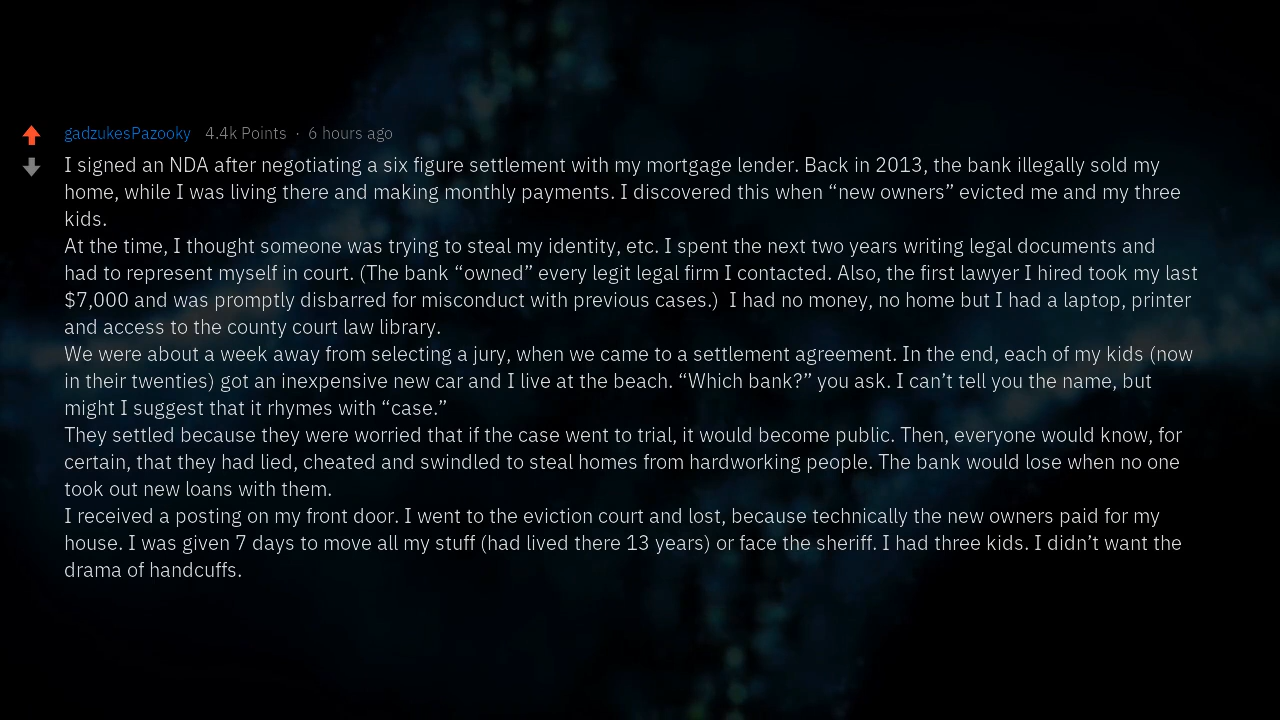 gadzukesPazooky 4.4k Points · 6 hours ago
I signed an NDA after negotiating a six figure settlement with my mortgage lender. Back in 2013, the bank illegally sold my
home, while I was living there and making monthly payments. I discovered this when “new owners” evicted me and my three
kids.
At the time, I thought someone was trying to steal my identity, etc. I spent the next two years writing legal documents and
had to represent myself in court. (The bank “owned” every legit legal firm I contacted. Also, the first lawyer I hired took my last
$7,000 and was promptly disbarred for misconduct with previous cases.)  I had no money, no home but I had a laptop, printer
and access to the county court law library.
We were about a week away from selecting a jury, when we came to a settlement agreement. In the end, each of my kids (now
in their twenties) got an inexpensive new car and I live at the beach. “Which bank?” you ask. I can’t tell you the name, but
might I suggest that it rhymes with “case.”
They settled because they were worried that if the case went to trial, it would become public. Then, everyone would know, for
certain, that they had lied, cheated and swindled to steal homes from hardworking people. The bank would lose when no one
took out new loans with them.
I received a posting on my front door. I went to the eviction court and lost, because technically the new owners paid for my
house. I was given 7 days to move all my stuff (had lived there 13 years) or face the sheriff. I had three kids. I didn’t want the
drama of handcuffs.